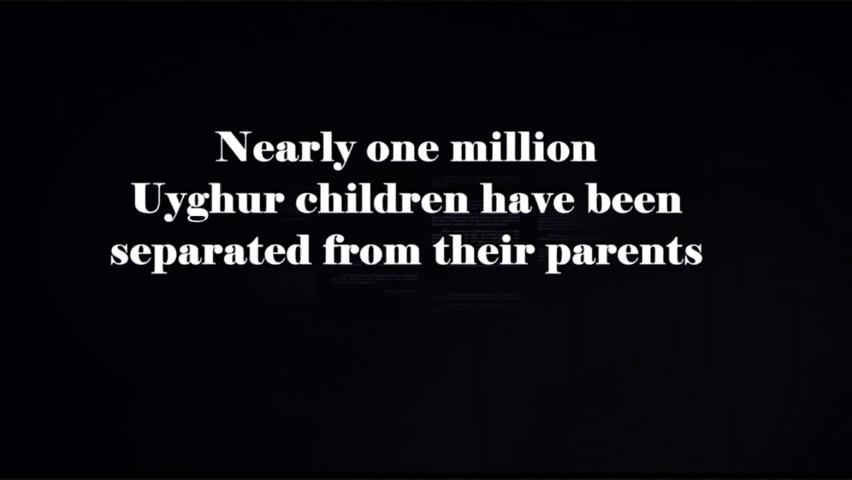 Nearly one million
Uyghur children have been
separated from their parents